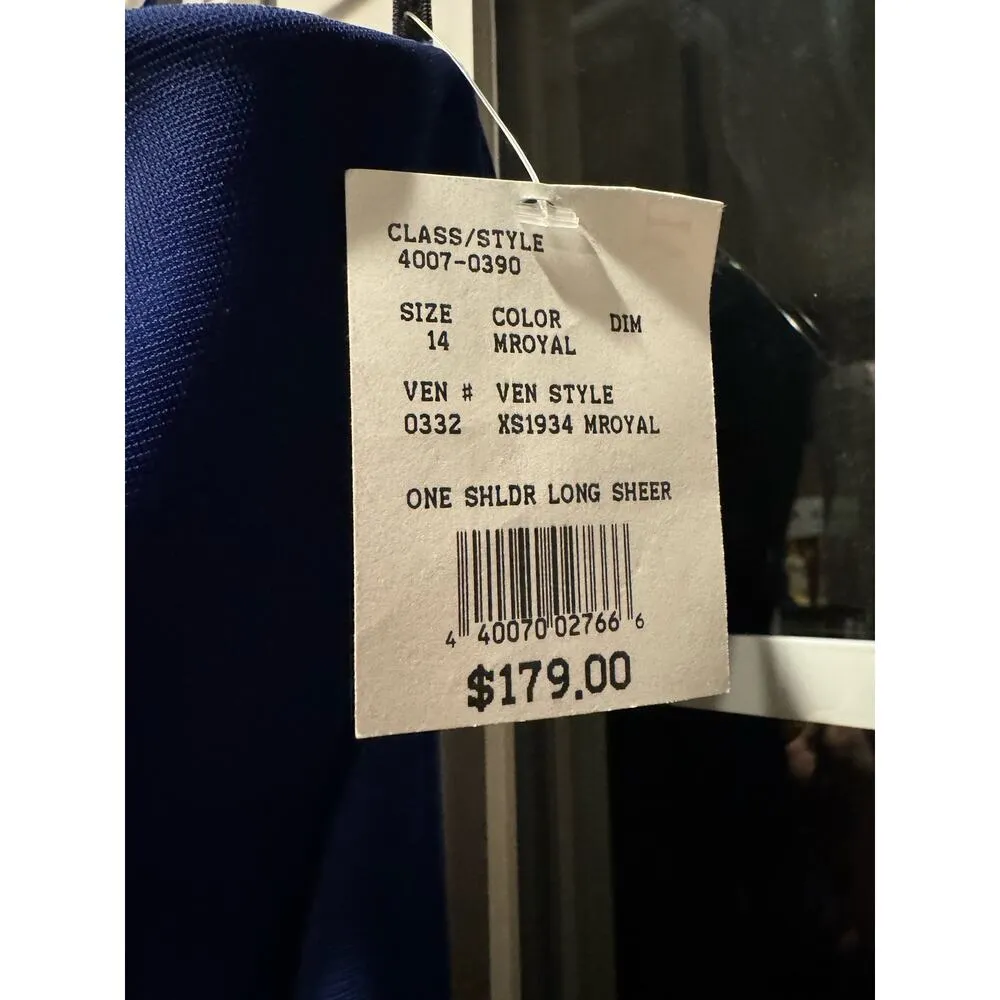 CLASS/STYLE
4007-0390
SIZE COLOR DIM
14 MROYAL
VEN # VEN STYLE
0332 XS1934 MROYAL
ONE SHLDR LONG SHEER
4 40070 02766 6
$179.00